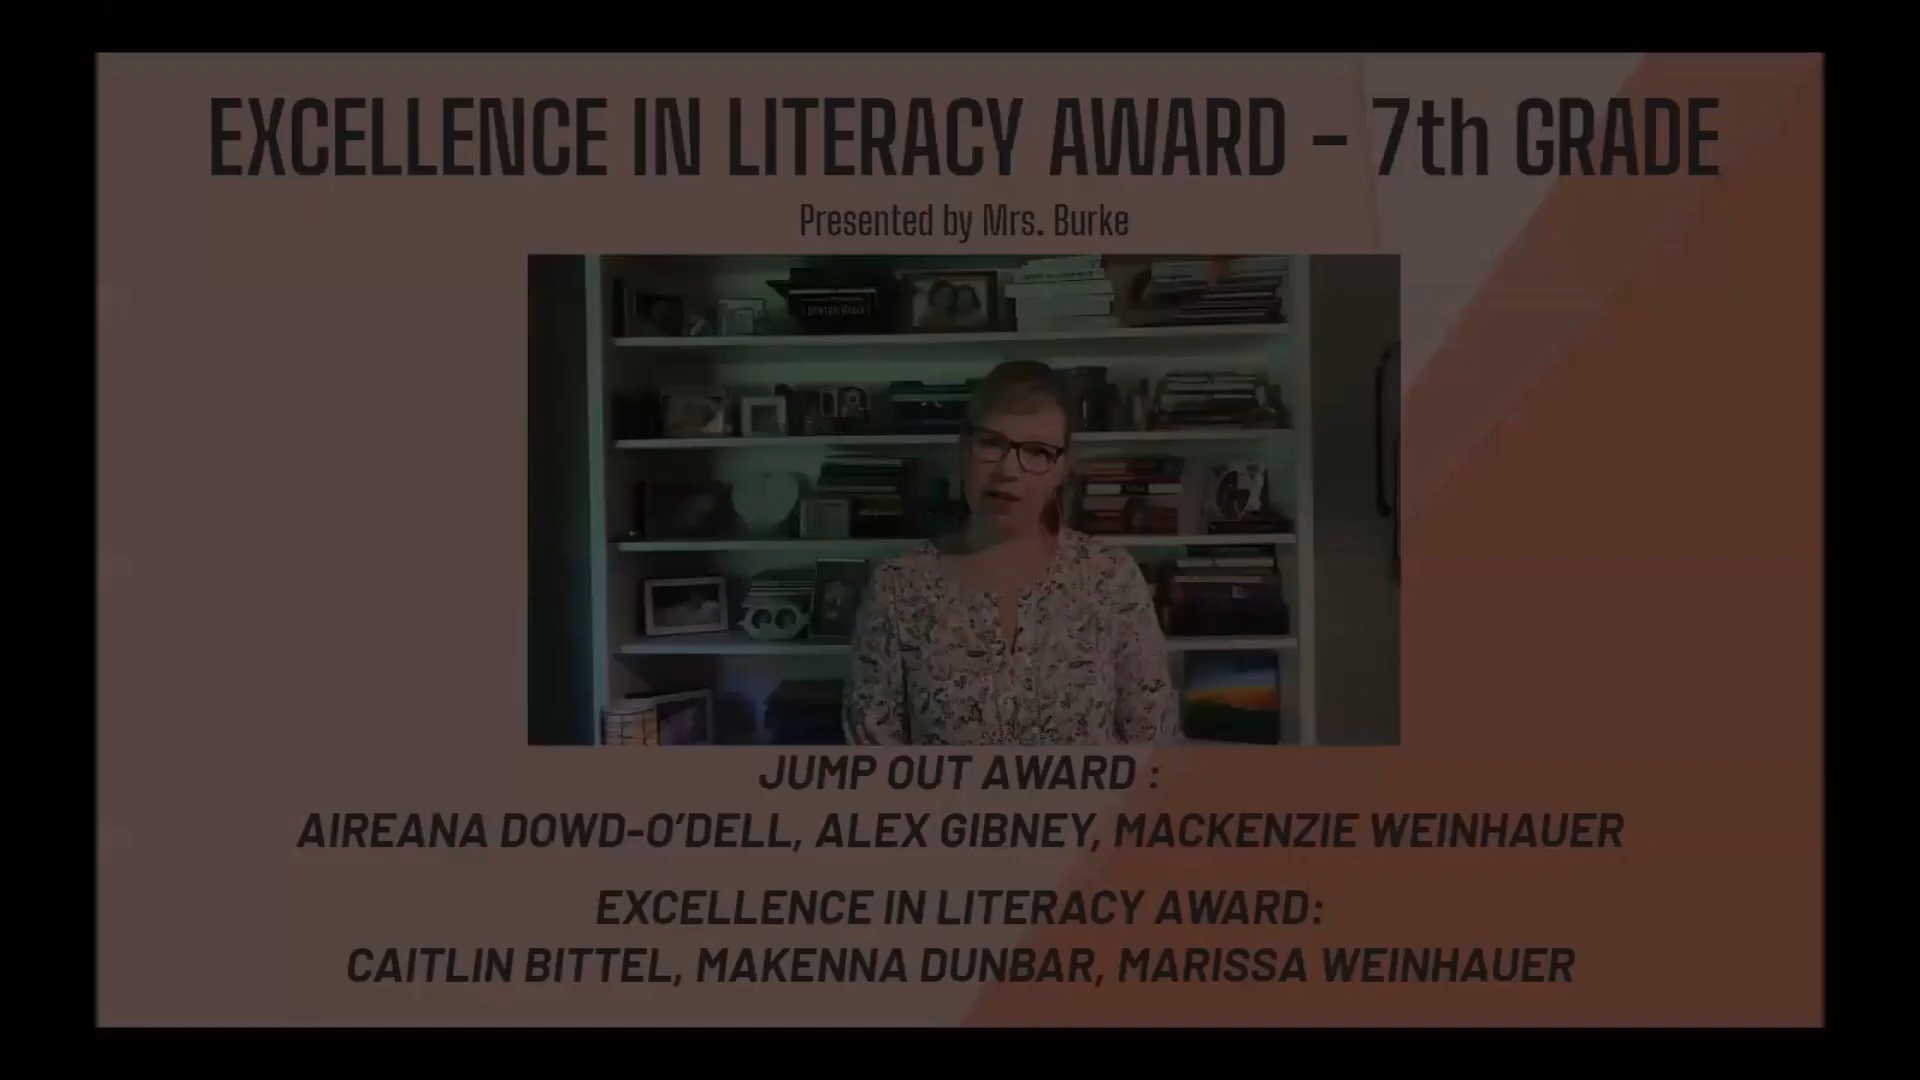 EXCELLENCE IN LITERACY AWARD - 7th GRADE
Presented by Mrs. Burke
JUMP OUT AWARD :
AIREANA DOWD-O'DELL, ALEX GIBNEY, MACKENZIE WEINHAUER
EXCELLENCE IN LITERACY AWARD:
CAITLIN BITTEL, MAKENNA DUNBAR, MARISSA WEINHAUER